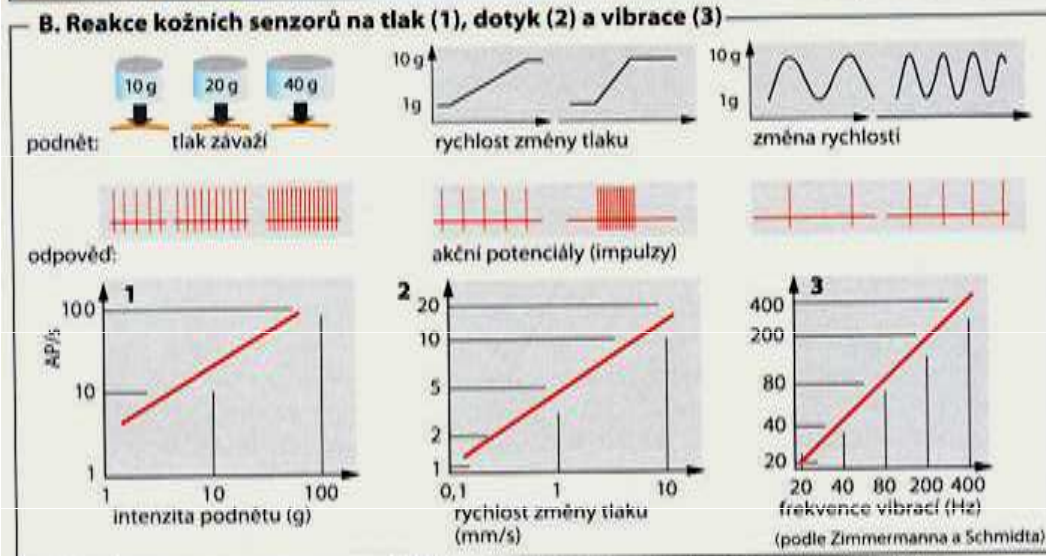 B. Reakce kožních senzorů na tlak (1), dotyk (2) a vibrace (3)
10 g 20 g 40 g
10 g
1g
10 g
1g
podnět: tlak závaží rychlost změny tlaku změna rychlosti
odpověď: akční potenciály (impulzy)
1
AP/s
100
10
1
1 10 100
intenzita podnětu (g)
2
20
10
5
2
1
0,1 1 10
rychlost změny tlaku
(mm/s)
3
400
200
80
40
20
20 40 80 200 400
frekvence vibrací (Hz)
(podle Zimmermanna a Schmidta)